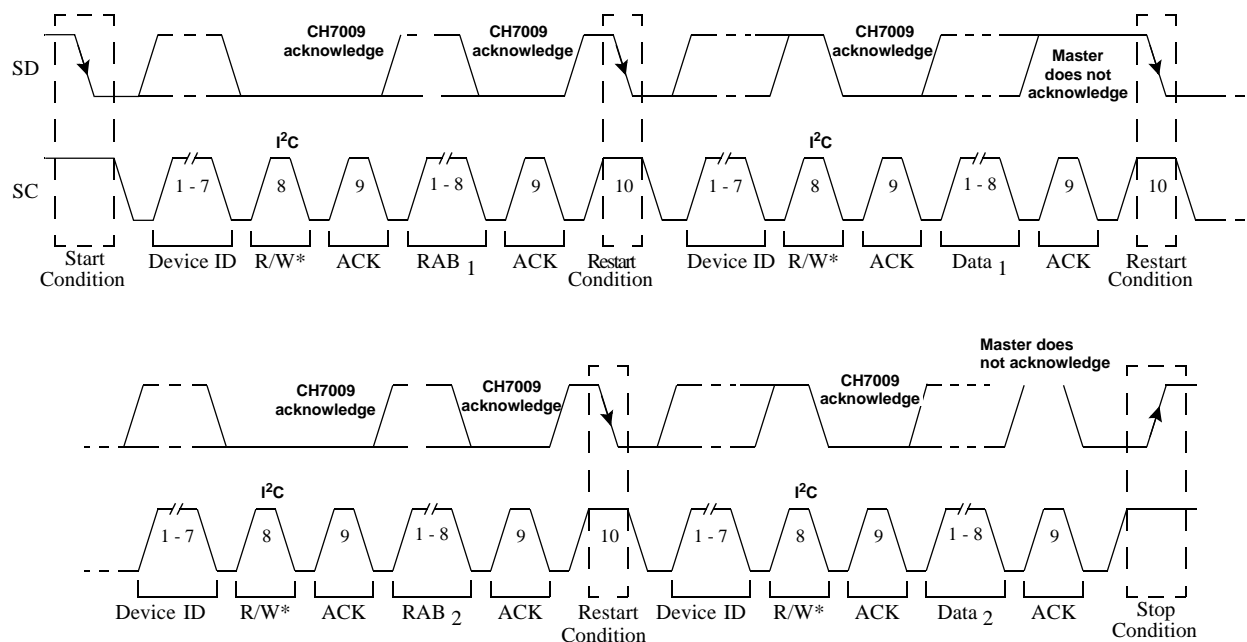 CH7009 acknowledge
CH7009 acknowledge
CH7009 acknowledge
Master does not acknowledge
SD
I²C
I²C
SC
1 - 7
8
9
1 - 8
9
10
1 - 7
8
9
1 - 8
9
10
Start Condition
Device ID
R/W*
ACK
RAB 1
ACK
Restart Condition
Device ID
R/W*
ACK
Data 1
ACK
Restart Condition
CH7009 acknowledge
CH7009 acknowledge
CH7009 acknowledge
Master does not acknowledge
I²C
I²C
1 - 7
8
9
1 - 8
9
10
1 - 7
8
9
1 - 8
9
Device ID
R/W*
ACK
RAB 2
ACK
Restart Condition
Device ID
R/W*
ACK
Data 2
ACK
Stop Condition